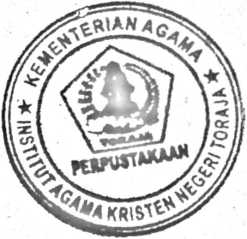 KEMENTERIAN AGAMA
TORAJA
PERPUSTAKAAN
INSTITUT AGAMA KRISTEN NEGERI TORAJA